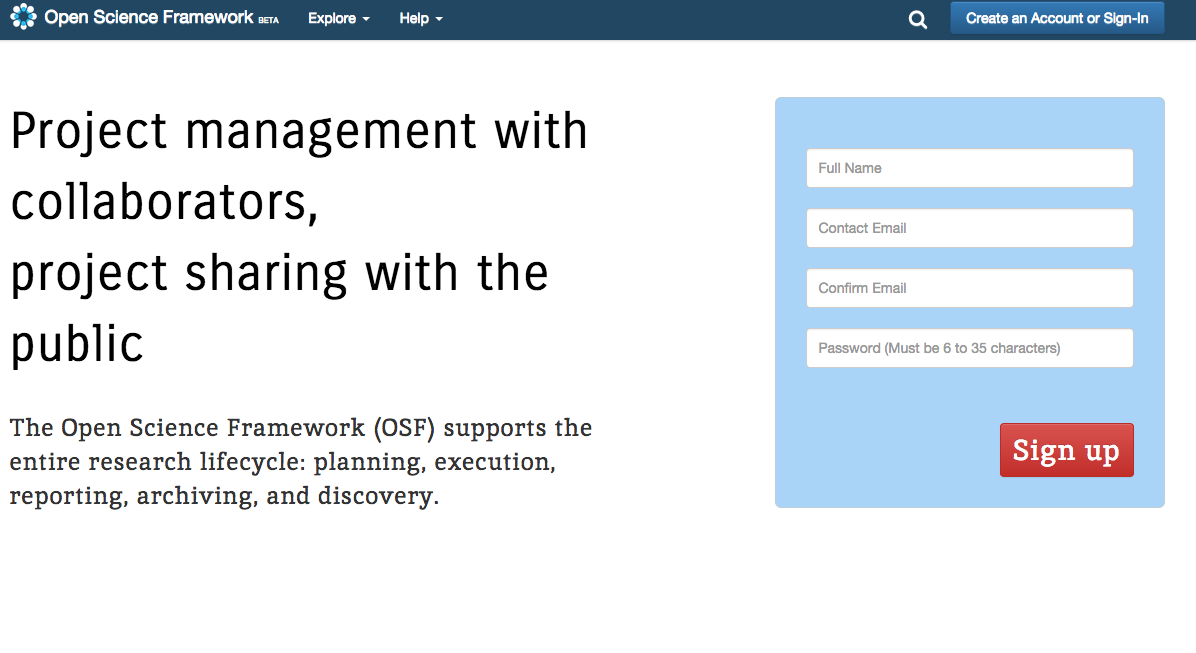 Open Science Framework BETA Explore Help Create an Account or Sign-In
Project management with
collaborators,
project sharing with the
public
The Open Science Framework (OSF) supports the
entire research lifecycle: planning, execution,
reporting, archiving, and discovery.
Full Name
Contact Email
Confirm Email
Password (Must be 6 to 35 characters)
Sign up